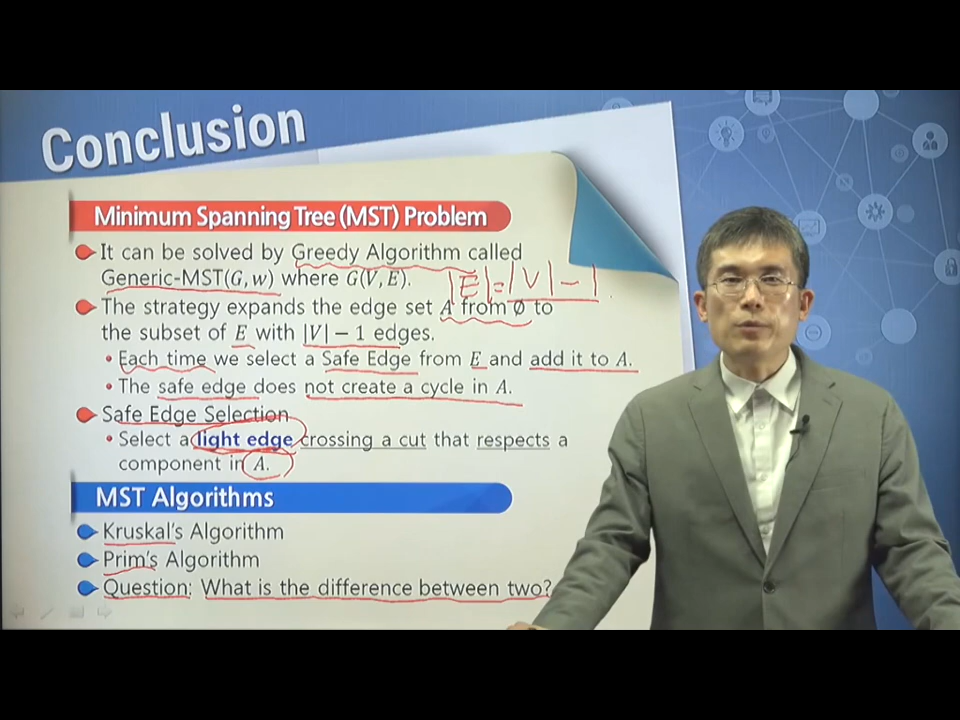 Conclusion
Minimum Spanning Tree (MST) Problem
It can be solved by Greedy Algorithm called
Generic-MST(G, w) where G(V, E).
|E|=|V|-1
The strategy expands the edge set A from ∅ to
the subset of E with |V| − 1 edges.
• Each time we select a Safe Edge from E and add it to A.
• The safe edge does not create a cycle in A.
Safe Edge Selection
• Select a light edge crossing a cut that respects a
component in A.
MST Algorithms
Kruskal's Algorithm
Prim's Algorithm
Question: What is the difference between two?